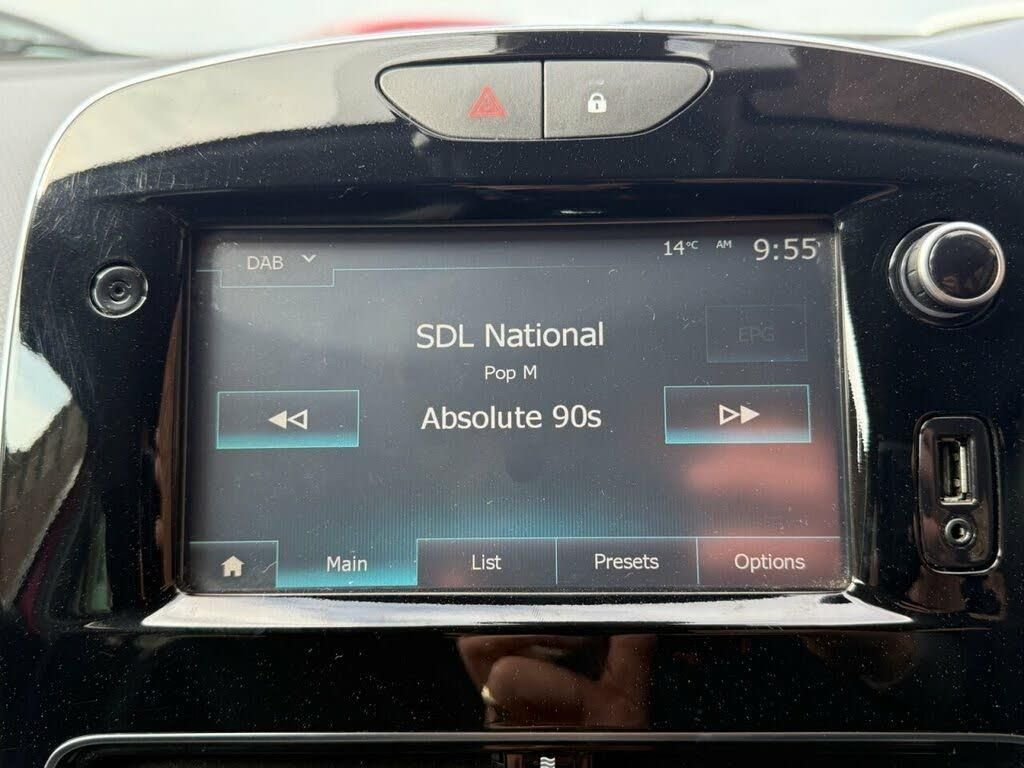 DAB
14°C AM 9:55
SDL National
EPG
Pop M
Absolute 90s
Main
List
Presets
Options